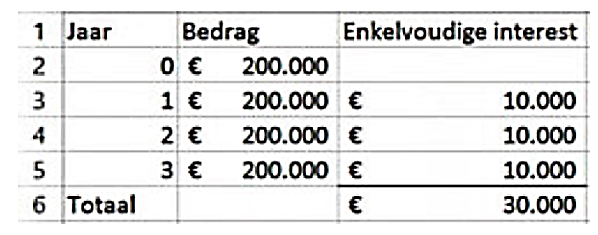 1 Jaar Bedrag Enkelvoudige interest
2 0 € 200.000
3 1 € 200.000 € 10.000
4 2 € 200.000 € 10.000
5 3 € 200.000 € 10.000
6 Totaal € 30.000